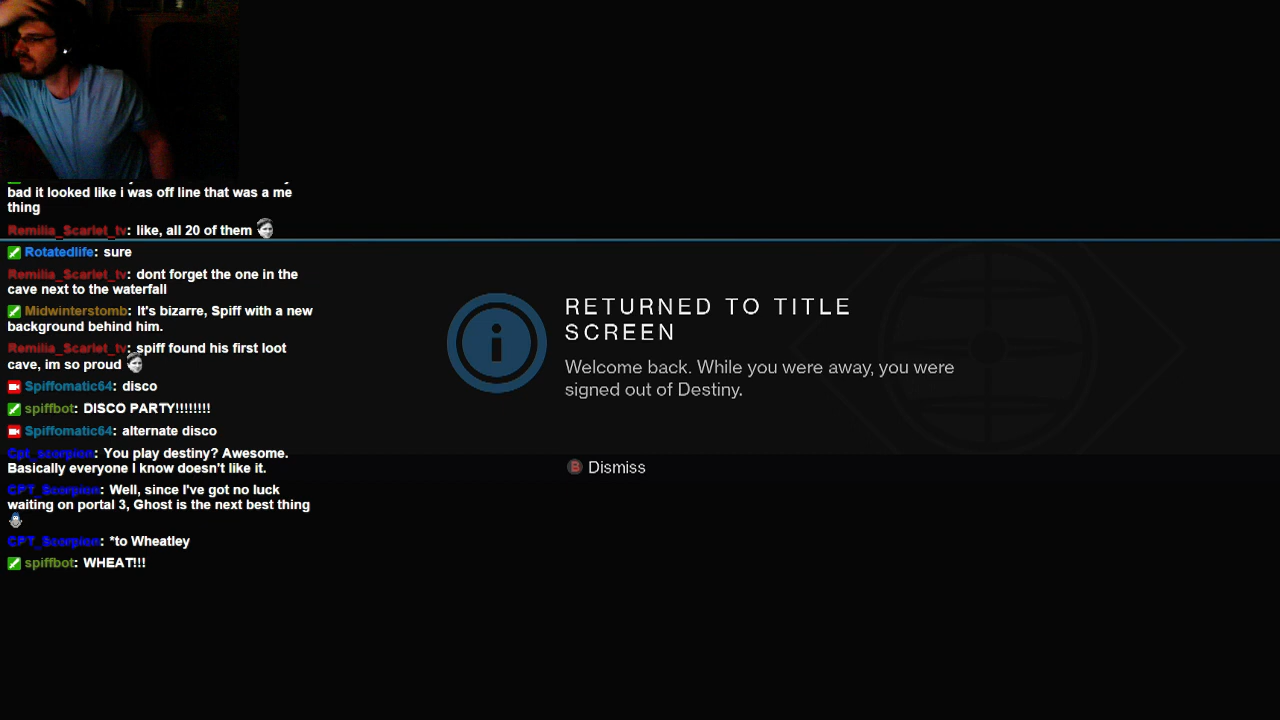 bad it looked like i was off line that was a me
thing
Remilia_Scarlet_tv: like, all 20 of them
Rotatedlife: sure
Remilia_Scarlet_tv: dont forget the one in the
cave next to the waterfall
Midwinterstomb: It's bizarre, Spiff with a new
background behind him.
Remilia_Scarlet_tv: spiff found his first loot
cave, im so proud
Spiffomatic64: disco
spiffbot: DISCO PARTY!!!!!!!!
Spiffomatic64: alternate disco
Cpt_scorpion: You play destiny? Awesome.
Basically everyone I know doesn't like it.
CPT_Scorpion: Well, since I've got no luck
waiting on portal 3, Ghost is the next best thing
CPT_Scorpion: *to Wheatley
spiffbot: WHEAT!!!
RETURNED TO TITLE
SCREEN
Welcome back. While you were away, you were
signed out of Destiny.
B Dismiss